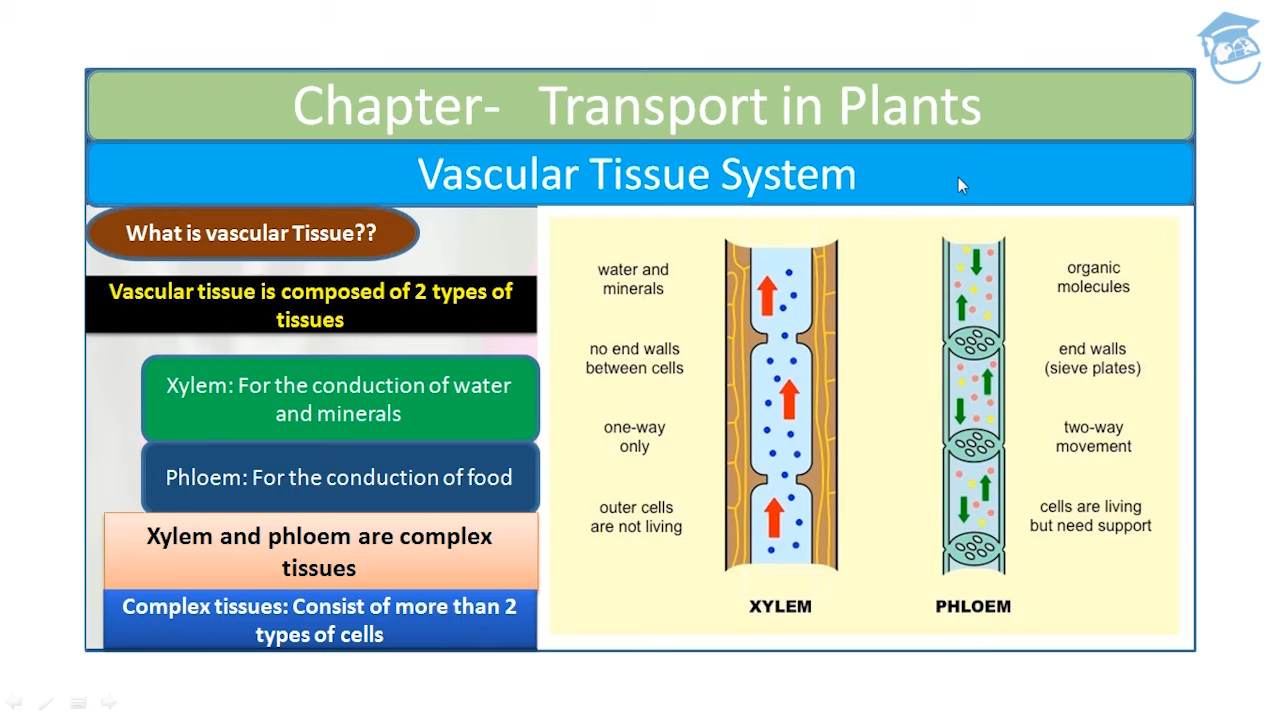 Chapter- Transport in Plants
Vascular Tissue System
What is vascular Tissue??
Vascular tissue is composed of 2 types of
tissues
Xylem: For the conduction of water
and minerals
Phloem: For the conduction of food
Xylem and phloem are complex
tissues
Complex tissues: Consist of more than 2
types of cells
water and
minerals
no end walls
between cells
one-way
only
outer cells
are not living
XYLEM
organic
molecules
end walls
(sieve plates)
two-way
movement
cells are living
but need support
PHLOEM